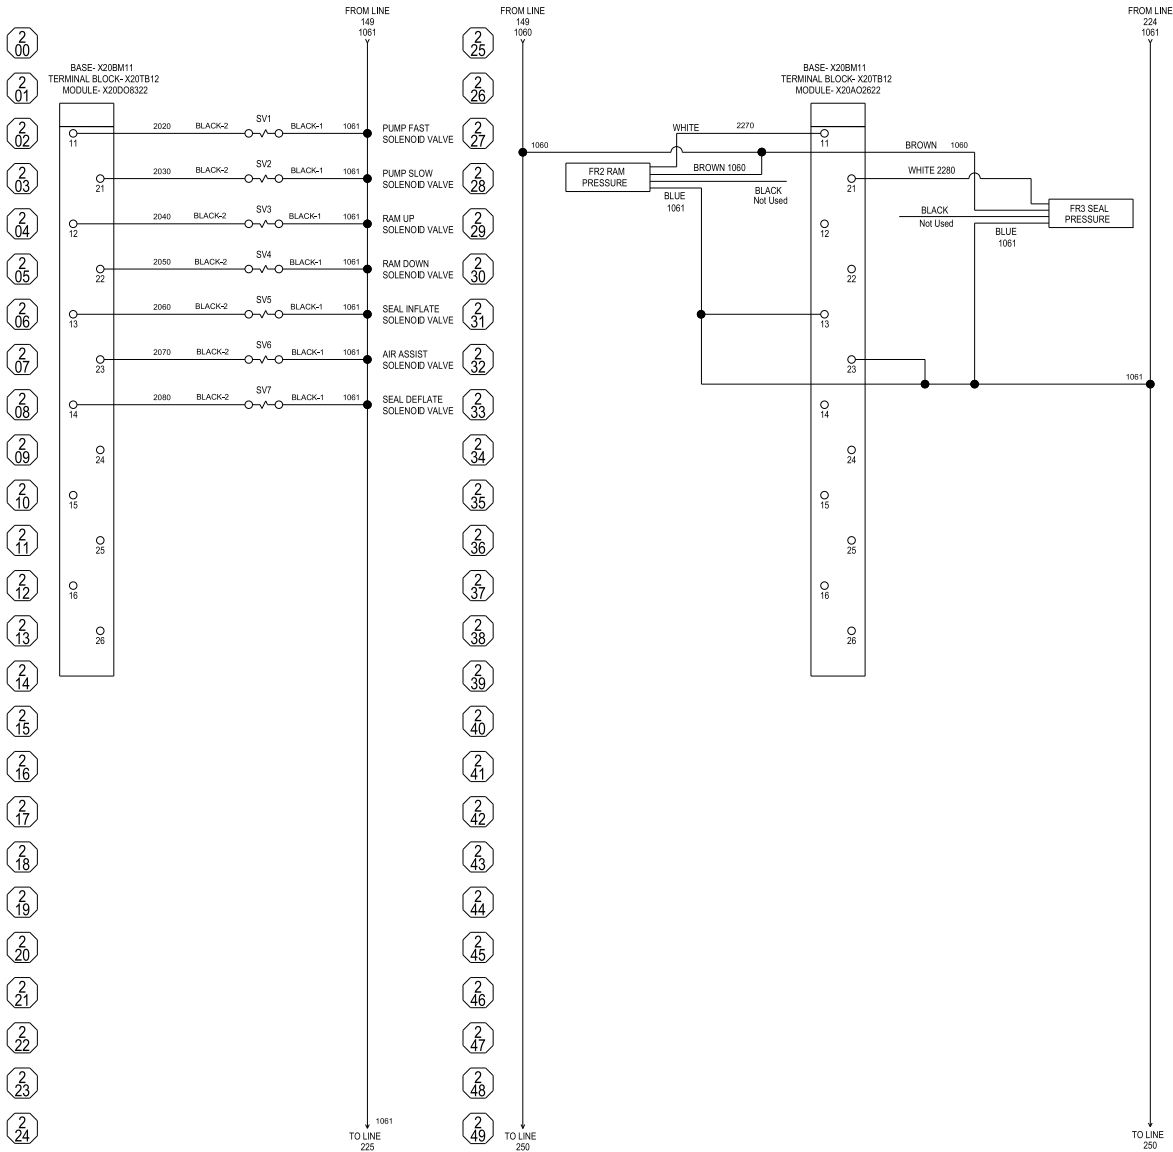 FROM LINE
149
1061
2
00
BASE- X20BM11
TERMINAL BLOCK- X20TB12
MODULE- X20DO8322
2
01
2
02
11
2020
BLACK-2
SV1
BLACK-1
1061
PUMP FAST
SOLENOID VALVE
2
03
21
2030
BLACK-2
SV2
BLACK-1
1061
PUMP SLOW
SOLENOID VALVE
2
04
12
2040
BLACK-2
SV3
BLACK-1
1061
RAM UP
SOLENOID VALVE
2
05
22
2050
BLACK-2
SV4
BLACK-1
1061
RAM DOWN
SOLENOID VALVE
2
06
13
2060
BLACK-2
SV5
BLACK-1
1061
SEAL INFLATE
SOLENOID VALVE
2
07
23
2070
BLACK-2
SV6
BLACK-1
1061
AIR ASSIST
SOLENOID VALVE
2
08
14
2080
BLACK-2
SV7
BLACK-1
1061
SEAL DEFLATE
SOLENOID VALVE
2
09
24
2
10
15
2
11
25
2
12
16
2
13
26
2
14
2
15
2
16
2
17
2
18
2
19
2
20
2
21
2
22
2
23
2
24
1061
TO LINE
225
FROM LINE
149
1060
FROM LINE
224
1061
2
25
BASE- X20BM11
TERMINAL BLOCK- X20TB12
MODULE- X20AO2622
2
26
2
27
WHITE
2270
11
1060
BROWN
1060
2
28
FR2 RAM
PRESSURE
BROWN 1060
BLACK
Not Used
BLUE
1061
21
WHITE 2280
2
29
12
BLACK
Not Used
FR3 SEAL
PRESSURE
BLUE
1061
2
30
22
2
31
13
2
32
23
1061
2
33
14
2
34
24
2
35
15
2
36
25
2
37
16
2
38
26
2
39
2
40
2
41
2
42
2
43
2
44
2
45
2
46
2
47
2
48
2
49
TO LINE
250
TO LINE
250